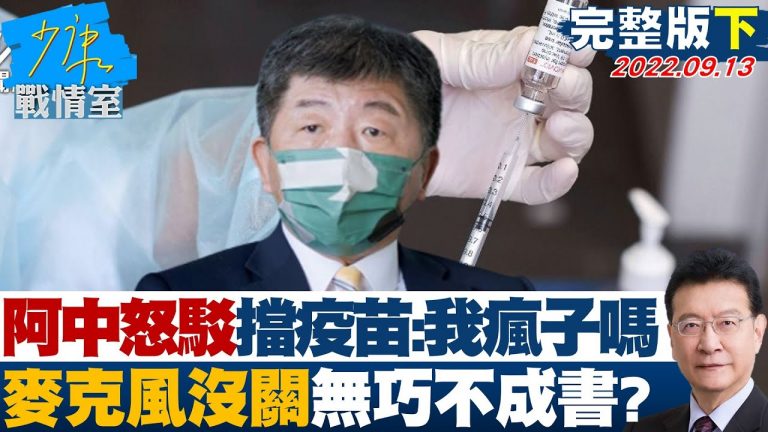 少康
戰情室
完整版下
2022.09.13
阿中怒駁擋疫苗:我瘋子嗎
麥克風沒關無巧不成書?